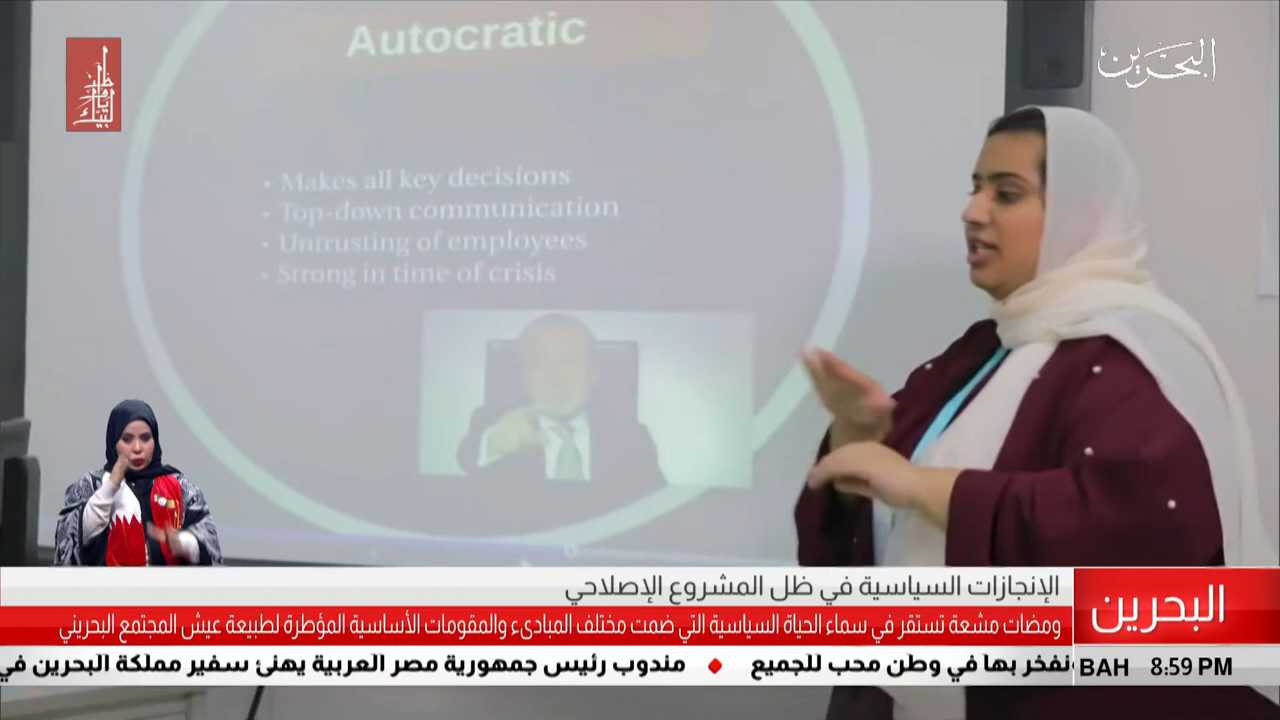 Autocratic
البحرين
• Makes all key decisions
• Top-down communication
• Untrusting of employees
• Strong in time of crisis
الإنجازات السياسية في ظل المشروع الإصلاحي
البحرين
ومضات مشعة تستقر في سماء الحياة السياسية التي ضمت مختلف المبادىء والمقومات الأساسية المؤطرة لطبيعة عيش المجتمع البحريني
ونفخر بها في وطن محب للجميع ♦ مندوب رئيس جمهورية مصر العربية يهنئ سفير مملكة البحرين في
BAH 8:59 PM